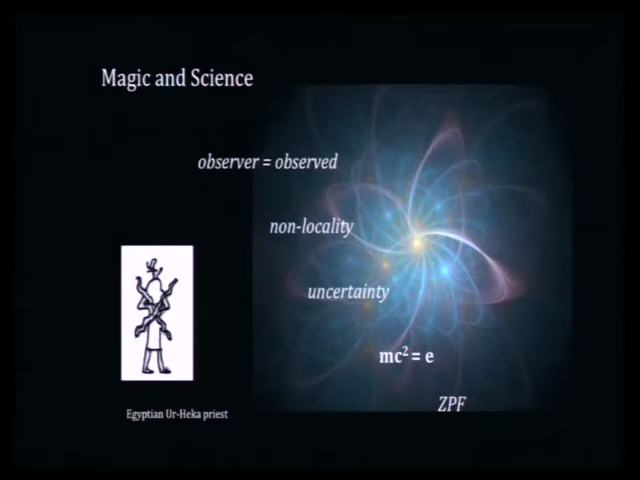 Magic and Science
observer = observed
non-locality
uncertainty
mc² = e
ZPF
Egyptian Ur-Heka priest